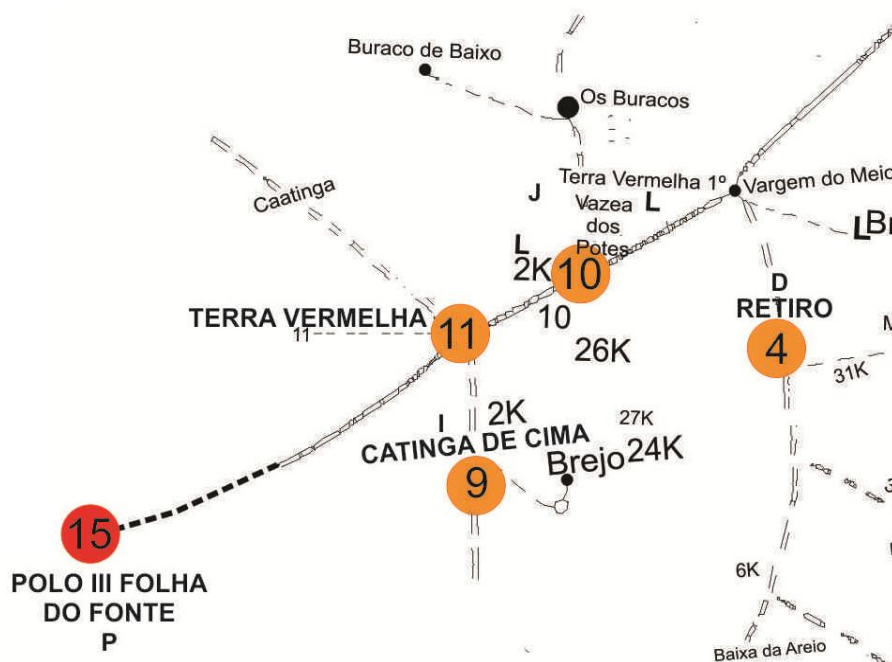 Buraco de Baixo
Os Buracos
Caatinga
Terra Vermelha 1º
Vargem do Meio
J
L
Vazea
dos
Potes
L
L
2K
10
D
RETIRO
TERRA VERMELHA
11
11
10
4
26K
31K
I
2K
27K
CATINGA DE CIMA
Brejo
24K
9
15
POLO III FOLHA
DO FONTE
P
6K
Baixa da Areio